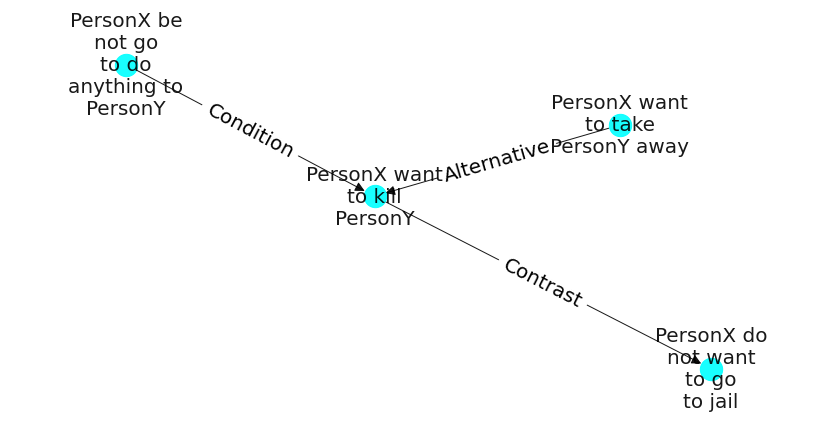 PersonX be
not go
to do
anything to
PersonY
Condition
PersonX want
to take
PersonY away
Alternative
PersonX want
to kill
PersonY
Contrast
PersonX do
not want
to go
to jail